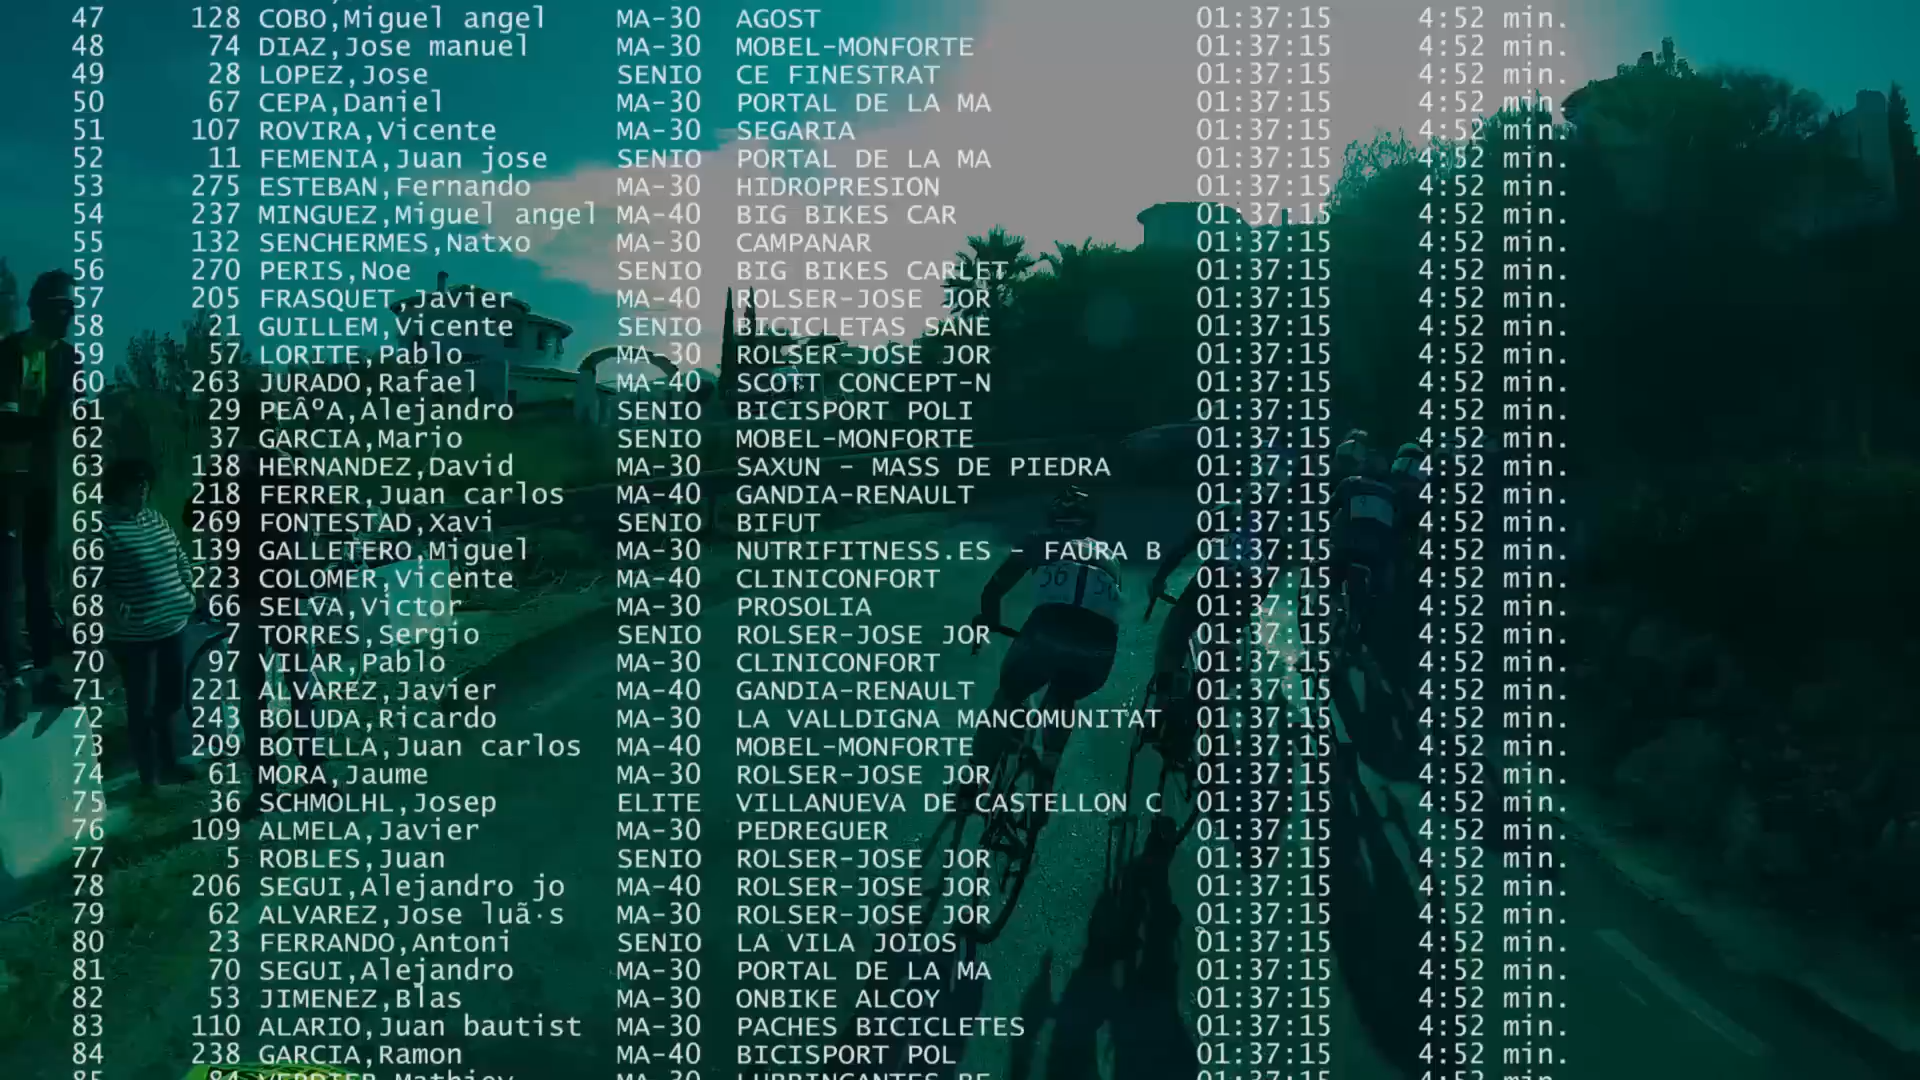 47 128 COBO,Miguel angel MA-30 AGOST 01:37:15 4:52 min.
48 74 DIAZ,Jose manuel MA-30 MOBEL-MONFORTE 01:37:15 4:52 min.
49 28 LOPEZ,Jose SENIO CE FINESTRAT 01:37:15 4:52 min.
50 67 CEPA,Daniel MA-30 PORTAL DE LA MA 01:37:15 4:52 min.
51 107 ROVIRA,Vicente MA-30 SEGARIA 01:37:15 4:52 min.
52 11 FEMENIA,Juan jose SENIO PORTAL DE LA MA 01:37:15 4:52 min.
53 275 ESTEBAN,Fernando MA-30 HIDROPRESION 01:37:15 4:52 min.
54 237 MINGUEZ,Miguel angel MA-40 BIG BIKES CAR 01:37:15 4:52 min.
55 132 SENCHERMES,Natxo MA-30 CAMPANAR 01:37:15 4:52 min.
56 270 PERIS,Noe SENIO BIG BIKES CARLET 01:37:15 4:52 min.
57 205 FRASQUET,Javier MA-40 ROLSER-JOSE JOR 01:37:15 4:52 min.
58 21 GUILLEM,Vicente SENIO BICICLETAS SANE 01:37:15 4:52 min.
59 57 LORITE,Pablo MA-30 ROLSER-JOSE JOR 01:37:15 4:52 min.
60 263 JURADO,Rafael MA-40 SCOTT CONCEPT-N 01:37:15 4:52 min.
61 29 PEÂºA,Alejandro SENIO BICISPORT POLI 01:37:15 4:52 min.
62 37 GARCIA,Mario SENIO MOBEL-MONFORTE 01:37:15 4:52 min.
63 138 HERNANDEZ,David MA-30 SAXUN - MASS DE PIEDRA 01:37:15 4:52 min.
64 218 FERRER,Juan carlos MA-40 GANDIA-RENAULT 01:37:15 4:52 min.
65 269 FONTESTAD,Xavi SENIO BIFUT 01:37:15 4:52 min.
66 139 GALLETERO,Miguel MA-30 NUTRIFITNESS.ES - FAURA B 01:37:15 4:52 min.
67 223 COLOMER,Vicente MA-40 CLINICONFORT 01:37:15 4:52 min.
68 66 SELVA,Victor MA-30 PROSOLIA 01:37:15 4:52 min.
69 7 TORRES,Sergio SENIO ROLSER-JOSE JOR 01:37:15 4:52 min.
70 97 VILAR,Pablo MA-30 CLINICONFORT 01:37:15 4:52 min.
71 221 ALVAREZ,Javier MA-40 GANDIA-RENAULT 01:37:15 4:52 min.
72 243 BOLUDA,Ricardo MA-30 LA VALLDIGNA MANCOMUNITAT 01:37:15 4:52 min.
73 209 BOTELLA,Juan carlos MA-40 MOBEL-MONFORTE 01:37:15 4:52 min.
74 61 MORA,Jaume MA-30 ROLSER-JOSE JOR 01:37:15 4:52 min.
75 36 SCHMOLHL,Josep ELITE VILLANUEVA DE CASTELLON C 01:37:15 4:52 min.
76 109 ALMELA,Javier MA-30 PEDREGUER 01:37:15 4:52 min.
77 5 ROBLES,Juan SENIO ROLSER-JOSE JOR 01:37:15 4:52 min.
78 206 SEGUI,Alejandro jo MA-40 ROLSER-JOSE JOR 01:37:15 4:52 min.
79 62 ALVAREZ,Jose luã·s MA-30 ROLSER-JOSE JOR 01:37:15 4:52 min.
80 23 FERRANDO,Antoni SENIO LA VILA JOIOS 01:37:15 4:52 min.
81 70 SEGUI,Alejandro MA-30 PORTAL DE LA MA 01:37:15 4:52 min.
82 53 JIMENEZ,Blas MA-30 ONBIKE ALCOY 01:37:15 4:52 min.
83 110 ALARIO,Juan bautist MA-30 PACHES BICICLETES 01:37:15 4:52 min.
84 238 GARCIA,Ramon MA-40 BICISPORT POL 01:37:15 4:52 min.
56